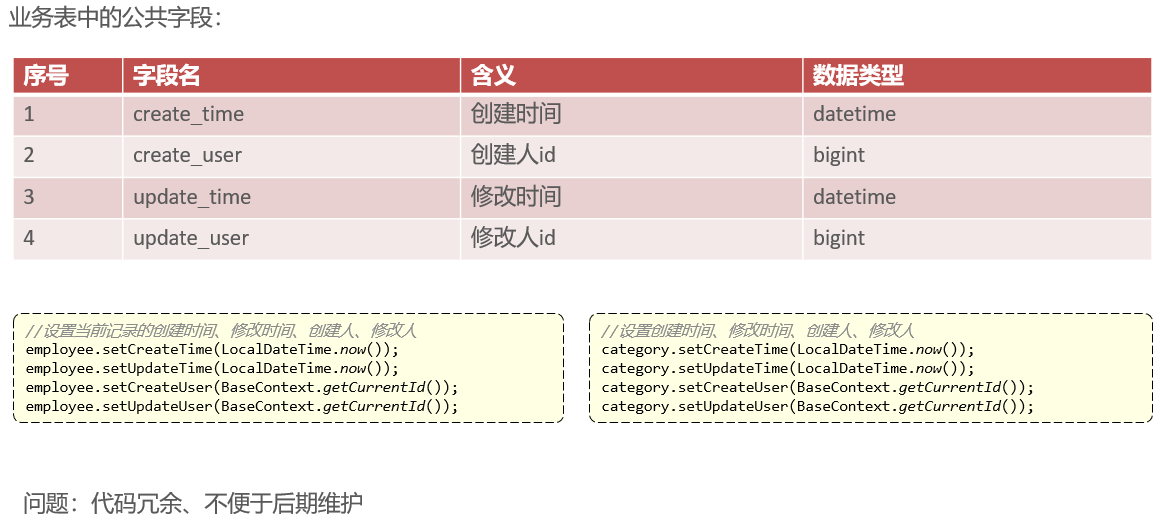 业务表中的公共字段：
序号 字段名 含义 数据类型
1 create_time 创建时间 datetime
2 create_user 创建人id bigint
3 update_time 修改时间 datetime
4 update_user 修改人id bigint
//设置当前记录的创建时间、修改时间、创建人、修改人
employee.setCreateTime(LocalDateTime.now());
employee.setUpdateTime(LocalDateTime.now());
employee.setCreateUser(BaseContext.getCurrentId());
employee.setUpdateUser(BaseContext.getCurrentId());
//设置创建时间、修改时间、创建人、修改人
category.setCreateTime(LocalDateTime.now());
category.setUpdateTime(LocalDateTime.now());
category.setCreateUser(BaseContext.getCurrentId());
category.setUpdateUser(BaseContext.getCurrentId());
问题：代码冗余、不便于后期维护